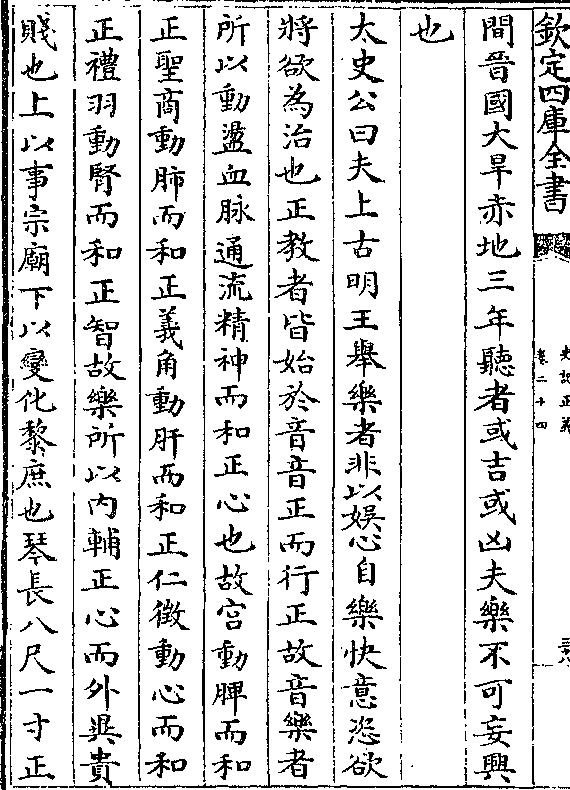 欽定四庫全書
史記正義
卷二十四
間晉國大旱赤地三年聽者或吉或凶夫樂不可妄興
也
太史公曰夫上古明王舉樂者非以娛心自樂快意恣欲
將欲為治也正教者皆始於音音正而行正故音樂者
所以動盪血脉通流精神而和正心也故宮動脾而和
正聖商動肺而和正義角動肝而和正仁徵動心而和
正禮羽動腎而和正智故樂所以内輔正心而外異貴
賤也上以事宗廟下以變化黎庶也琴長八尺一寸正